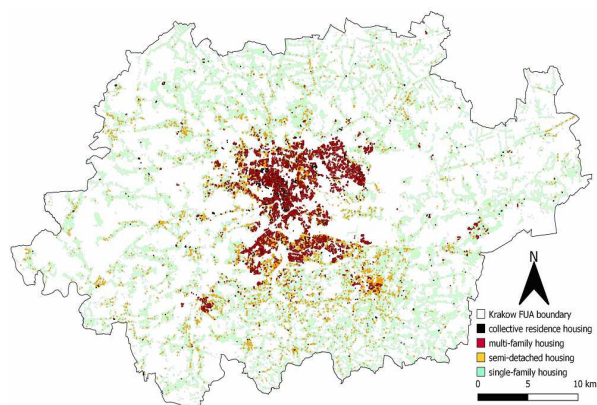 N
Krakow FUA boundary
collective residence housing
multi-family housing
semi-detached housing
single-family housing
0 5 10 km